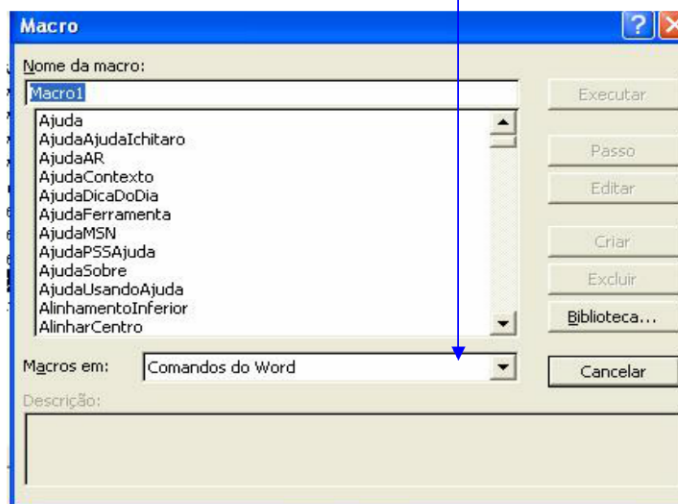 Macro
Nome da macro:
Macro1
Executar
Ajuda
AjudaAjudaIchitaro
AjudaAR
AjudaContexto
AjudaDicaDoDia
AjudaFerramenta
AjudaMSN
AjudaPSSAjuda
AjudaSobre
AjudaUsandoAjuda
AlinhamentoInferior
AlinharCentro
Passo
Editar
Criar
Excluir
Biblioteca...
Macros em: Comandos do Word
Cancelar
Descrição: